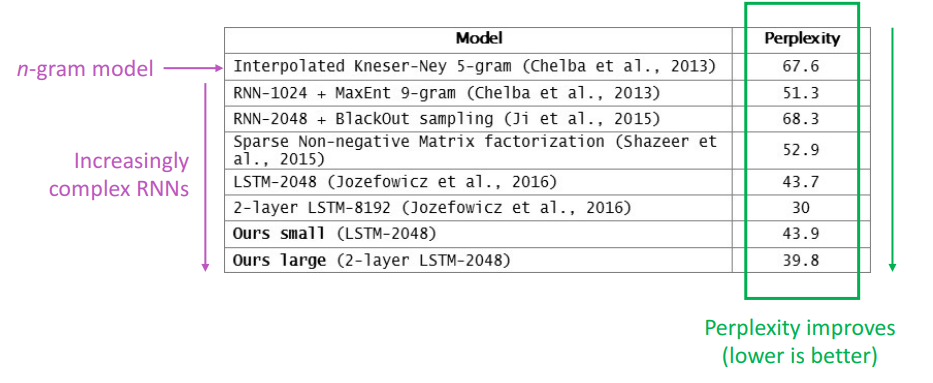 Model Perplexity
n-gram model
Interpolated Kneser-Ney 5-gram (Chelba et al., 2013) 67.6
RNN-1024 + MaxEnt 9-gram (Chelba et al., 2013) 51.3
RNN-2048 + BlackOut sampling (Ji et al., 2015) 68.3
Sparse Non-negative Matrix factorization (Shazeer et
al., 2015) 52.9
Increasingly
complex RNNs
LSTM-2048 (Jozefowicz et al., 2016) 43.7
2-layer LSTM-8192 (Jozefowicz et al., 2016) 30
Ours small (LSTM-2048) 43.9
Ours large (2-layer LSTM-2048) 39.8
Perplexity improves
(lower is better)